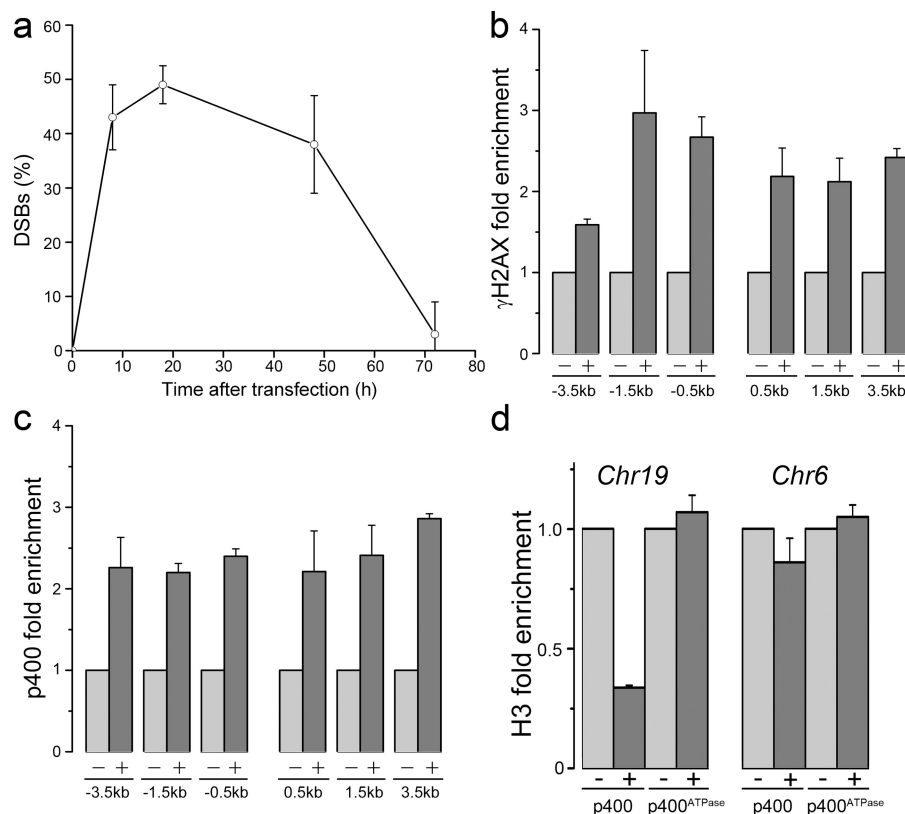 a
60
50
40
30
20
10
0
DSBs (%)
0 10 20 30 40 50 60 70 80
Time after transfection (h)
b
4
3
2
1
0
γH2AX fold enrichment
– + – + – + – + – + – +
-3.5kb -1.5kb -0.5kb 0.5kb 1.5kb 3.5kb
c
4
3
2
1
0
p400 fold enrichment
– + – + – + – + – + – +
-3.5kb -1.5kb -0.5kb 0.5kb 1.5kb 3.5kb
d
Chr19 Chr6
1.0
0.5
0
H3 fold enrichment
- + - + - + - +
p400 p400ATPase p400 p400ATPase